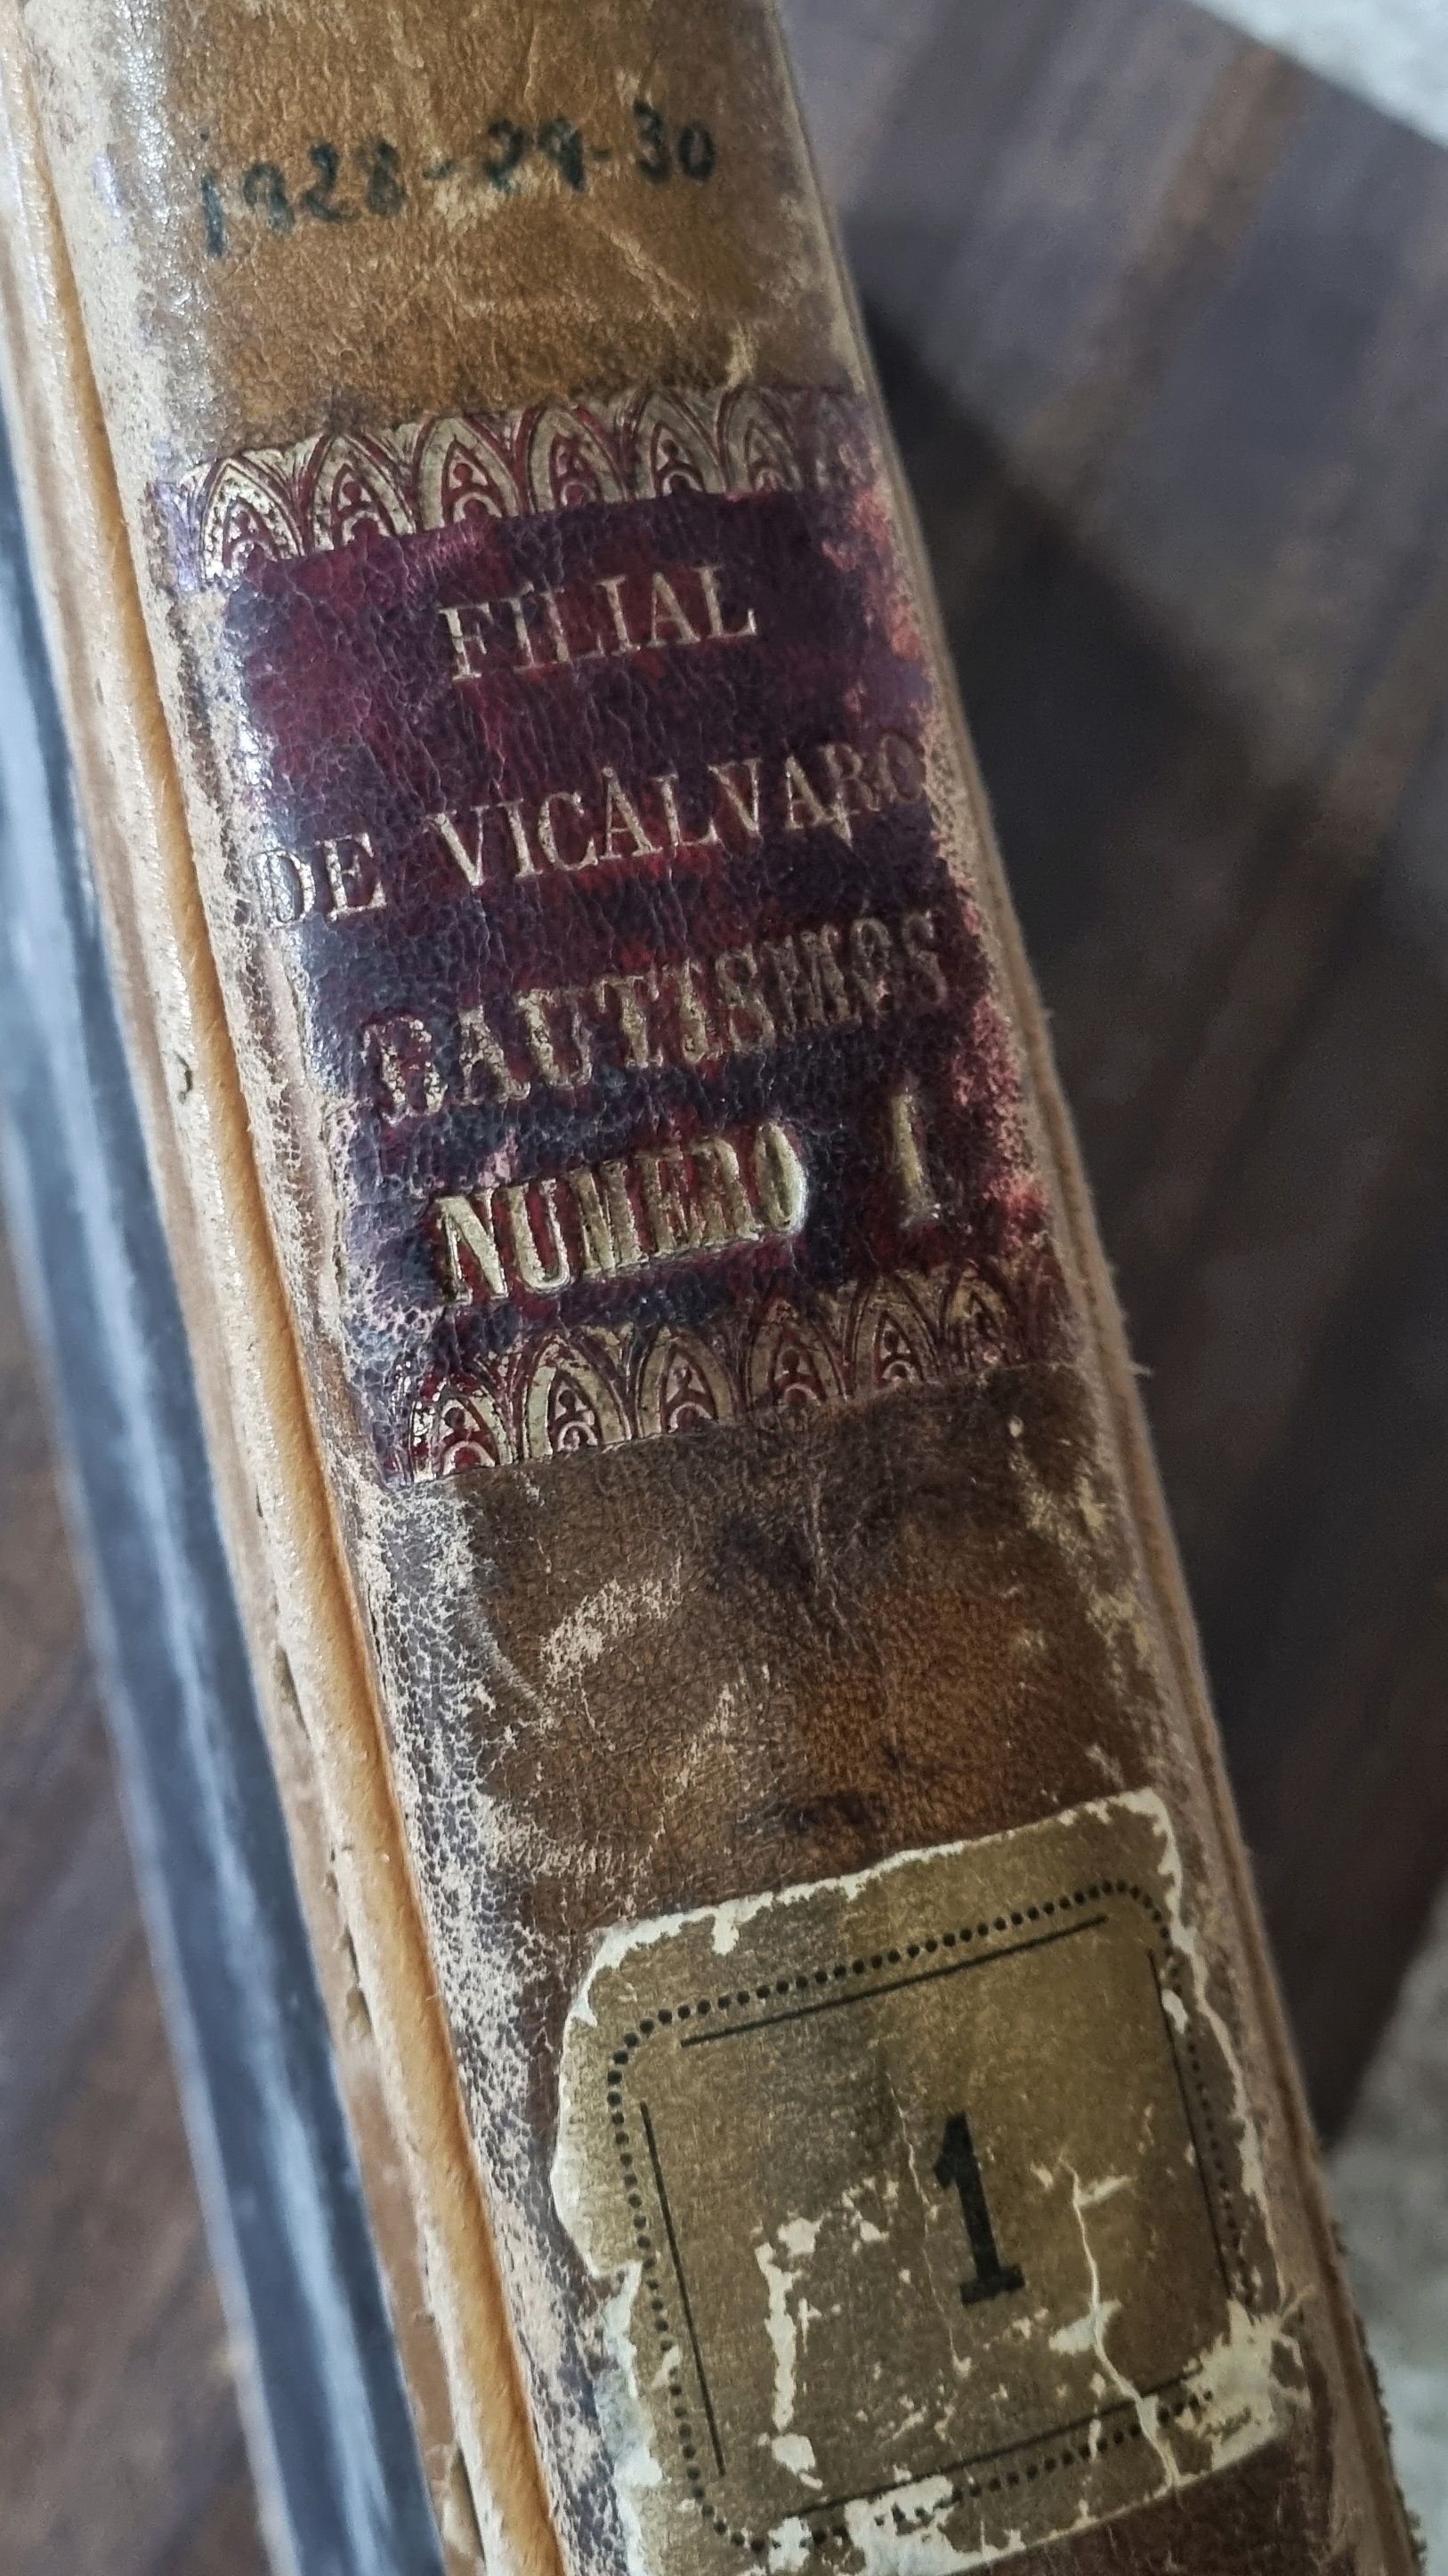 1928-29-30
FILIAL
DE VICÁLVARO
BAUTISMOS
NUMERO 1
1